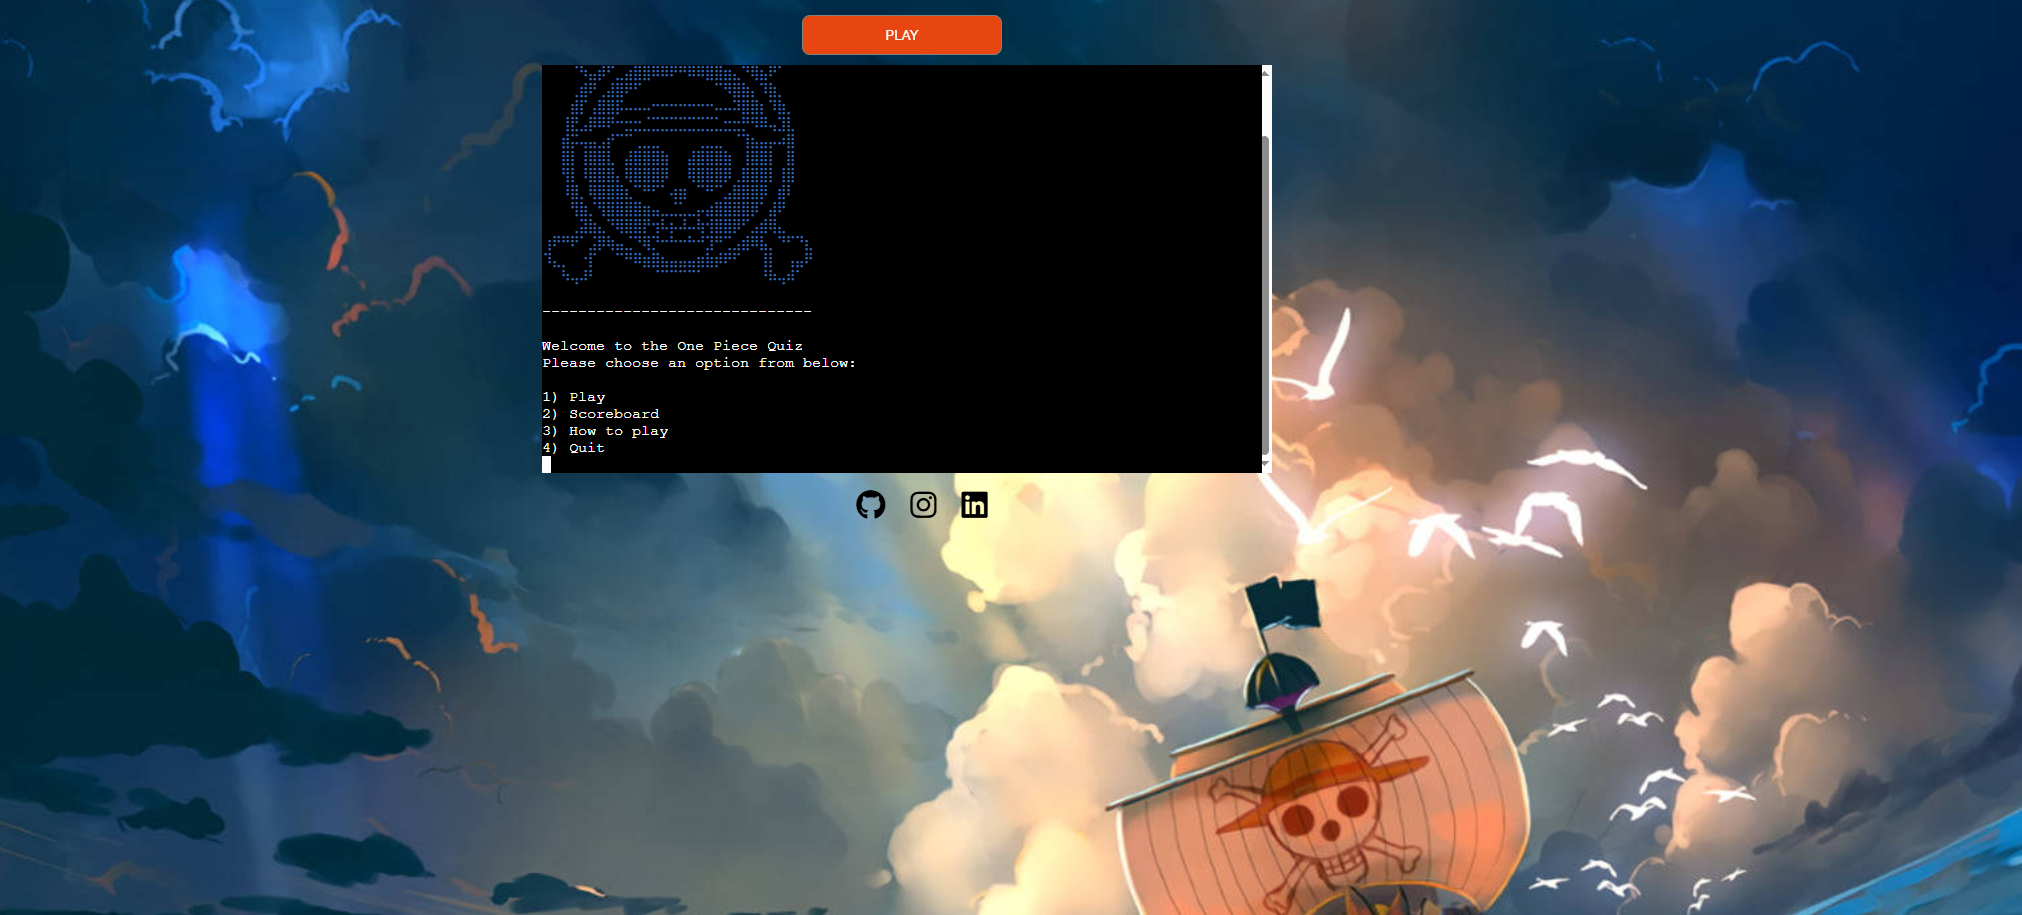 PLAY
------------------------------
Welcome to the One Piece Quiz
Please choose an option from below:
1) Play
2) Scoreboard
3) How to play
4) Quit
in